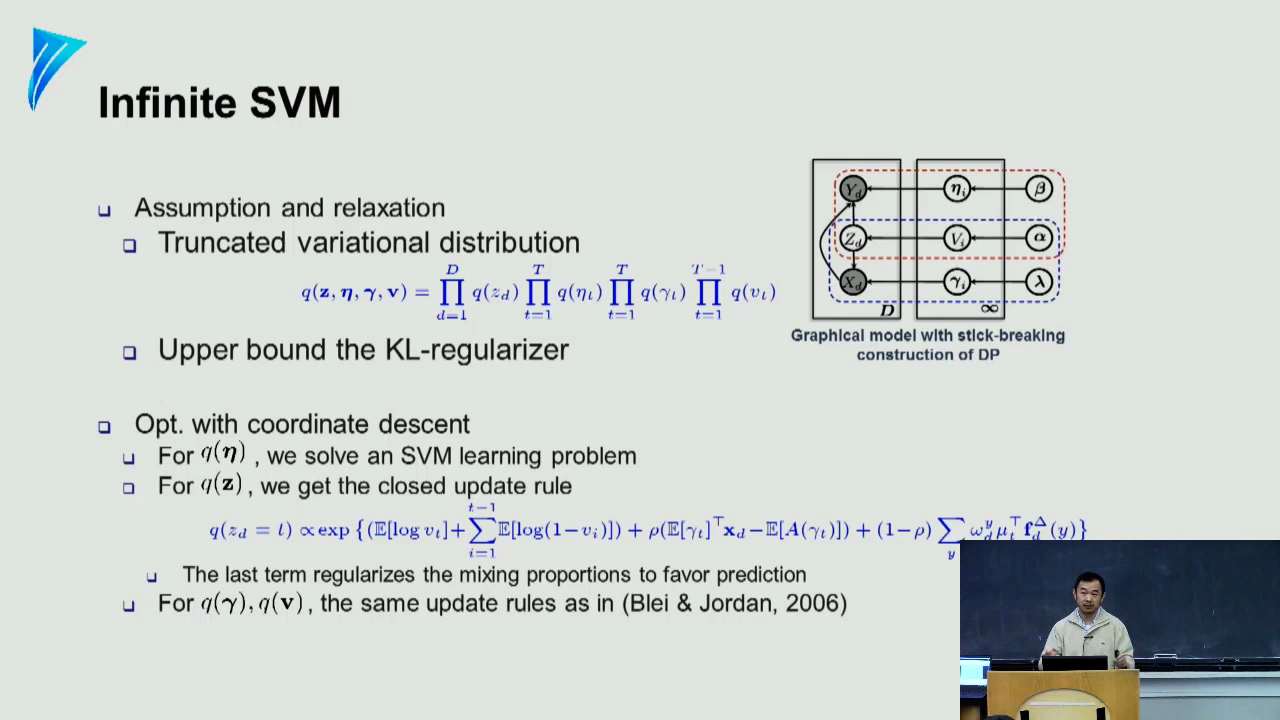 Infinite SVM
Assumption and relaxation
Truncated variational distribution
q(z, η, γ, v) = ∏_{d=1}^{D} q(z_d) ∏_{t=1}^{T} q(η_t) ∏_{t=1}^{T} q(γ_t) ∏_{t=1}^{T−1} q(v_t)
Upper bound the KL-regularizer
Y_d η_i β
Z_d V_i α
X_d γ_i λ
D ∞
Graphical model with stick-breaking
construction of DP
Opt. with coordinate descent
For q(η) , we solve an SVM learning problem
For q(z) , we get the closed update rule
q(z_d = t) ∝ exp {(𝔼[log v_t] + ∑_{i=1}^{t−1} 𝔼[log(1−v_i)]) + ρ(𝔼[γ_t]^⊤ x_d − 𝔼[A(γ_t)]) + (1−ρ) ∑_y ω_d^y μ_t^⊤ f_d^Δ(y)}
The last term regularizes the mixing proportions to favor prediction
For q(γ), q(v) , the same update rules as in (Blei & Jordan, 2006)